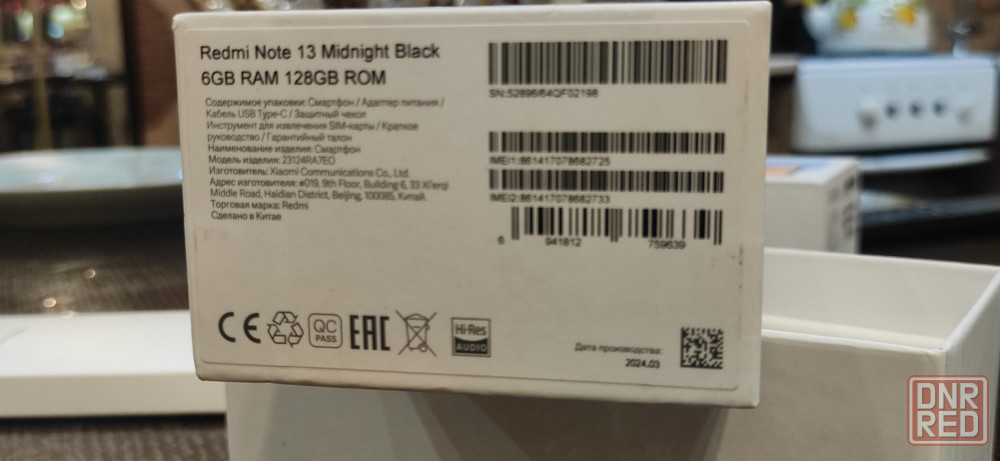 Redmi Note 13 Midnight Black
6GB RAM 128GB ROM
Содержимое упаковки: Смартфон / Адаптер питания /
Кабель USB Type-C / Защитный чехол
Инструмент для извлечения SIM-карты / Краткое
руководство / Гарантийный талон
Наименование изделия: Смартфон
Модель изделия: 23124RA7EO
Изготовитель: Xiaomi Communications Co., Ltd.
Адрес изготовителя: #019, 9th Floor, Building 6, 33 Xi'erqi
Middle Road, Haidian District, Beijing, 100085, Китай.
Торговая марка: Redmi
Сделано в Китае
SN:52896/64QF02198
IMEI1:861417078682725
IMEI2:861417078682733
6 941812 759639
CE
QC
PASS
EAC
Hi-Res
AUDIO
Дата производства:
2024.03
DNR
RED